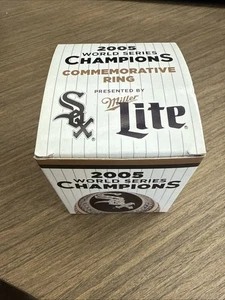 2005
WORLD SERIES
CHAMPIONS
COMMEMORATIVE
RING
PRESENTED BY
Sox
Miller
Lite
2005
WORLD SERIES
CHAMPIONS